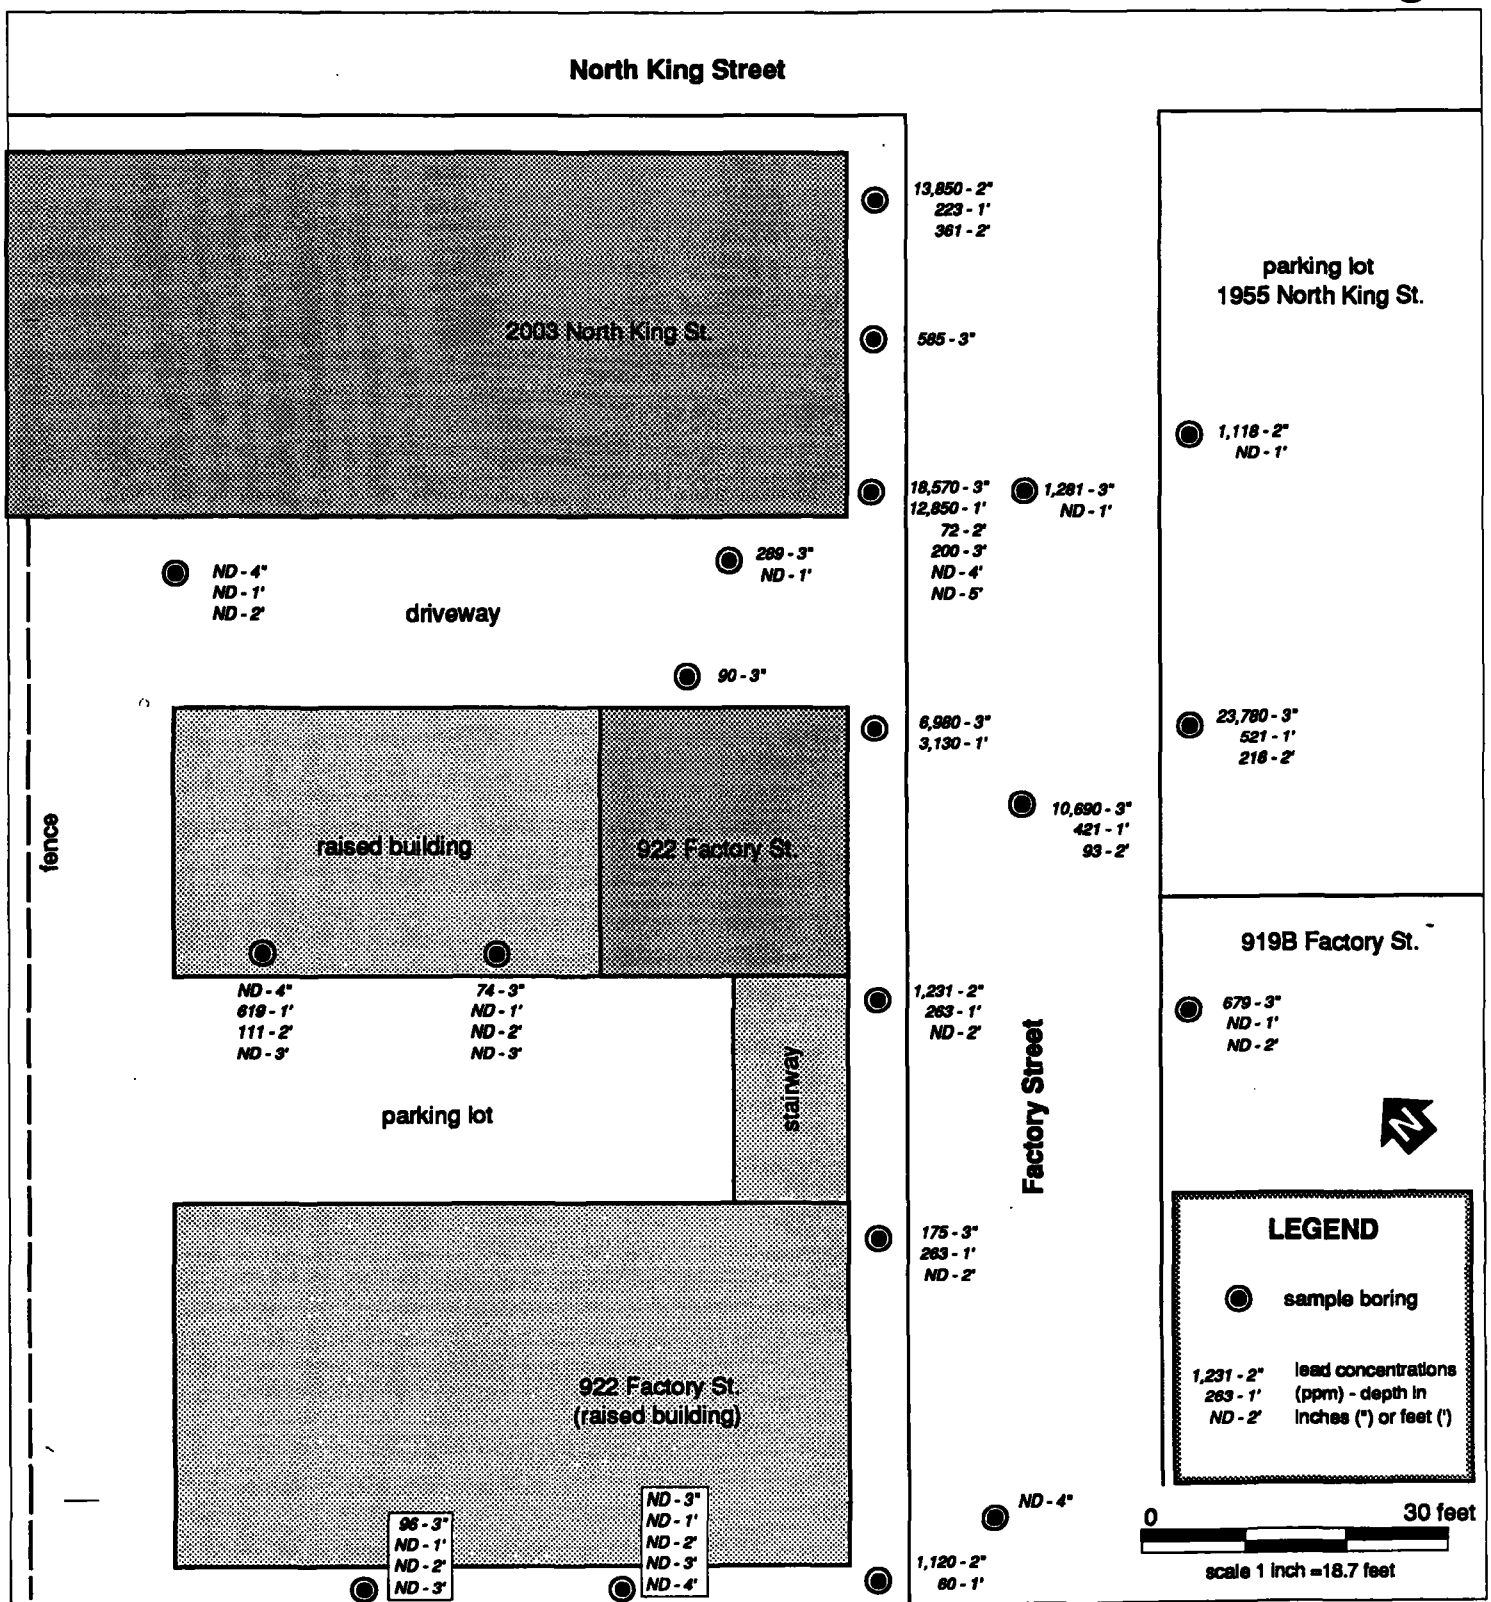 North King Street
13,850 - 2"
223 - 1'
361 - 2'
parking lot
1955 North King St.
2003 North King St.
585 - 3"
1,118 - 2"
ND - 1'
18,570 - 3"
12,850 - 1'
72 - 2'
200 - 3'
ND - 4'
ND - 5'
1,281 - 3"
ND - 1'
289 - 3"
ND - 1'
ND - 4"
ND - 1'
ND - 2'
driveway
90 - 3"
6,980 - 3"
3,130 - 1'
23,780 - 3"
521 - 1'
216 - 2'
10,690 - 3"
421 - 1'
93 - 2'
fence
raised building
922 Factory St.
919B Factory St.
ND - 4"
619 - 1'
111 - 2'
ND - 3'
74 - 3"
ND - 1'
ND - 2'
ND - 3'
1,231 - 2"
263 - 1'
ND - 2'
679 - 3"
ND - 1'
ND - 2'
parking lot
stairway
Factory Street
N
175 - 3"
263 - 1'
ND - 2'
LEGEND
sample boring
1,231 - 2"
263 - 1'
ND - 2'
lead concentrations
(ppm) - depth in
inches (") or feet (')
922 Factory St.
(raised building)
96 - 3"
ND - 1'
ND - 2'
ND - 3'
ND - 3"
ND - 1'
ND - 2'
ND - 3'
ND - 4'
ND - 4"
1,120 - 2"
60 - 1'
0 30 feet
scale 1 inch =18.7 feet